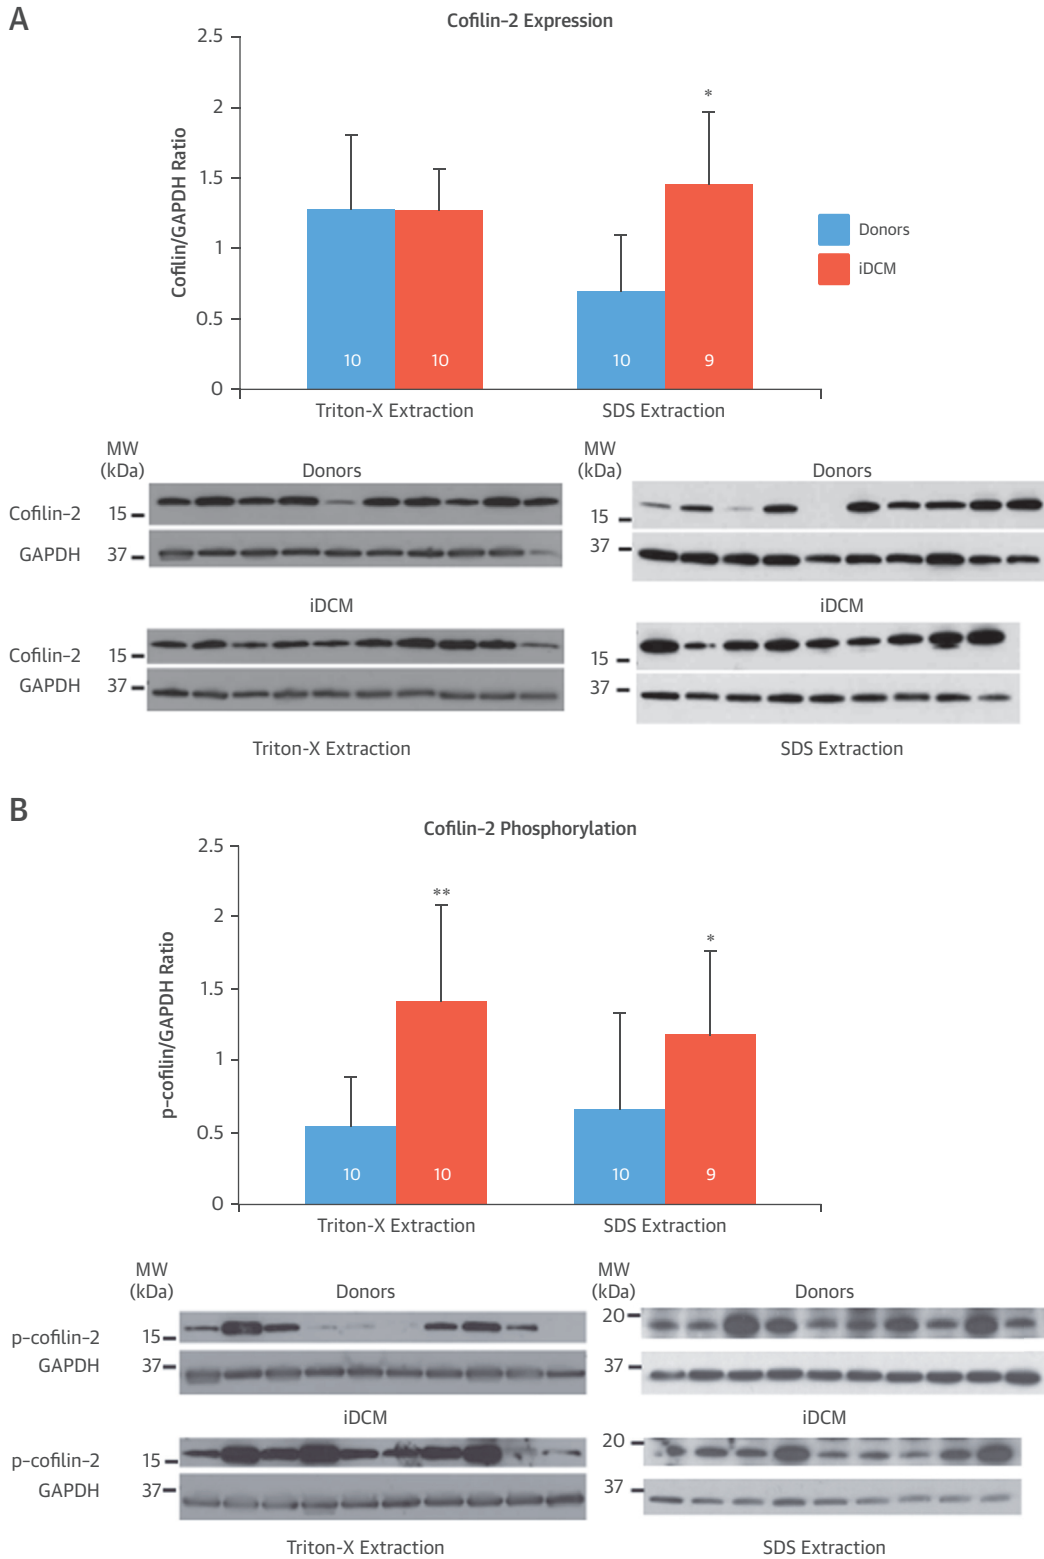 A
Cofilin-2 Expression
Cofilin/GAPDH Ratio
2.5
2
1.5
1
0.5
0
*
10
10
10
9
Donors
iDCM
Triton-X Extraction
SDS Extraction
MW
(kDa)
Donors
MW
(kDa)
Donors
Cofilin-2
15
15
GAPDH
37
37
iDCM
iDCM
Cofilin-2
15
15
GAPDH
37
37
Triton-X Extraction
SDS Extraction
B
Cofilin-2 Phosphorylation
p-cofilin/GAPDH Ratio
2.5
2
1.5
1
0.5
0
**
*
10
10
10
9
Triton-X Extraction
SDS Extraction
MW
(kDa)
Donors
MW
(kDa)
Donors
p-cofilin-2
15
20
GAPDH
37
37
iDCM
iDCM
p-cofilin-2
15
20
GAPDH
37
37
Triton-X Extraction
SDS Extraction